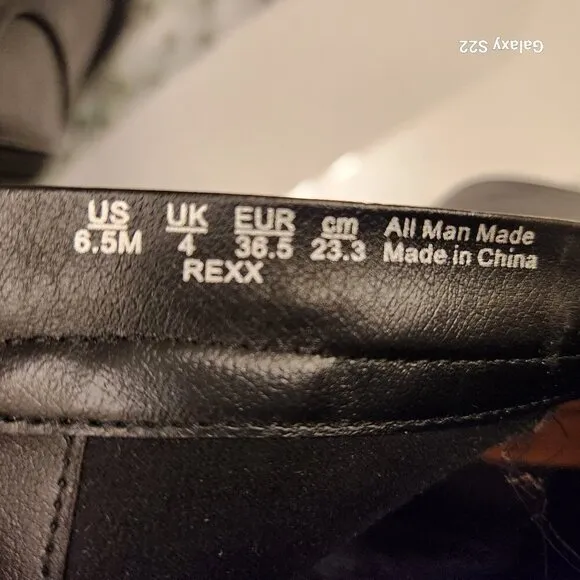 Galaxy S22
US UK EUR cm All Man Made
6.5M 4 36.5 23.3 Made in China
REXX